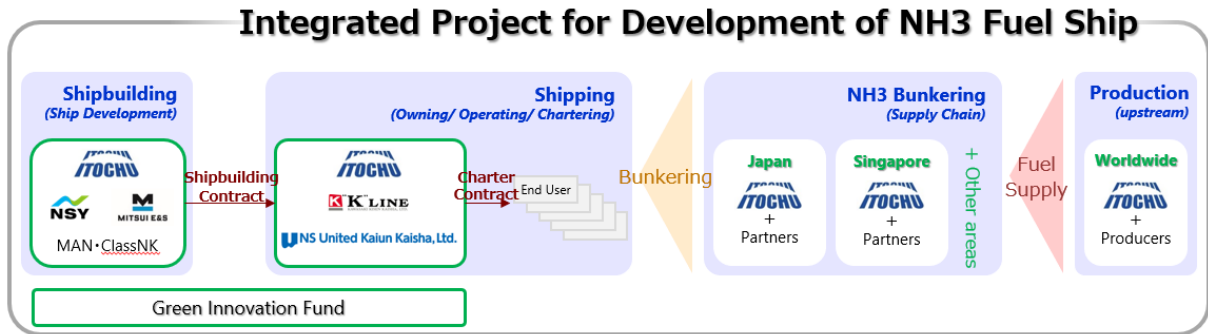 Integrated Project for Development of NH3 Fuel Ship
Shipbuilding
(Ship Development)
ITOCHU
NSY
MITSUI E&S
MAN・ClassNK
Shipbuilding
Contract
Shipping
(Owning/ Operating/ Chartering)
ITOCHU
K "K" LINE
NS United Kaiun Kaisha, Ltd.
Charter
Contract
End User
Bunkering
NH3 Bunkering
(Supply Chain)
Japan
ITOCHU
+
Partners
Singapore
ITOCHU
+
Partners
+ Other areas
Fuel
Supply
Production
(upstream)
Worldwide
ITOCHU
+
Producers
Green Innovation Fund